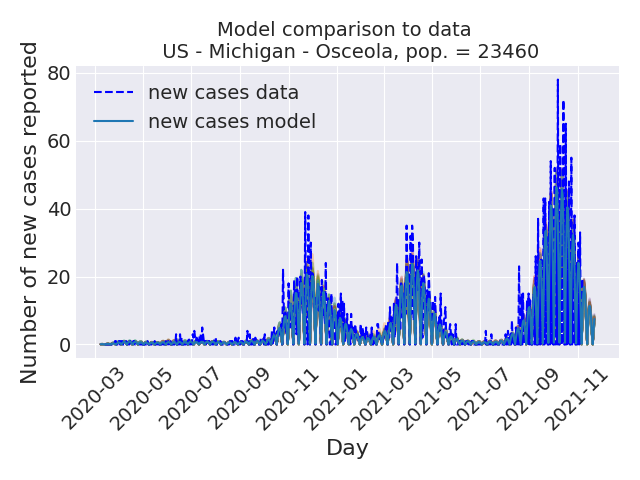 Model comparison to data
US - Michigan - Osceola, pop. = 23460
Number of new cases reported
80
60
40
20
0
new cases data
new cases model
2020-03
2020-05
2020-07
2020-09
2020-11
2021-01
2021-03
2021-05
2021-07
2021-09
2021-11
Day